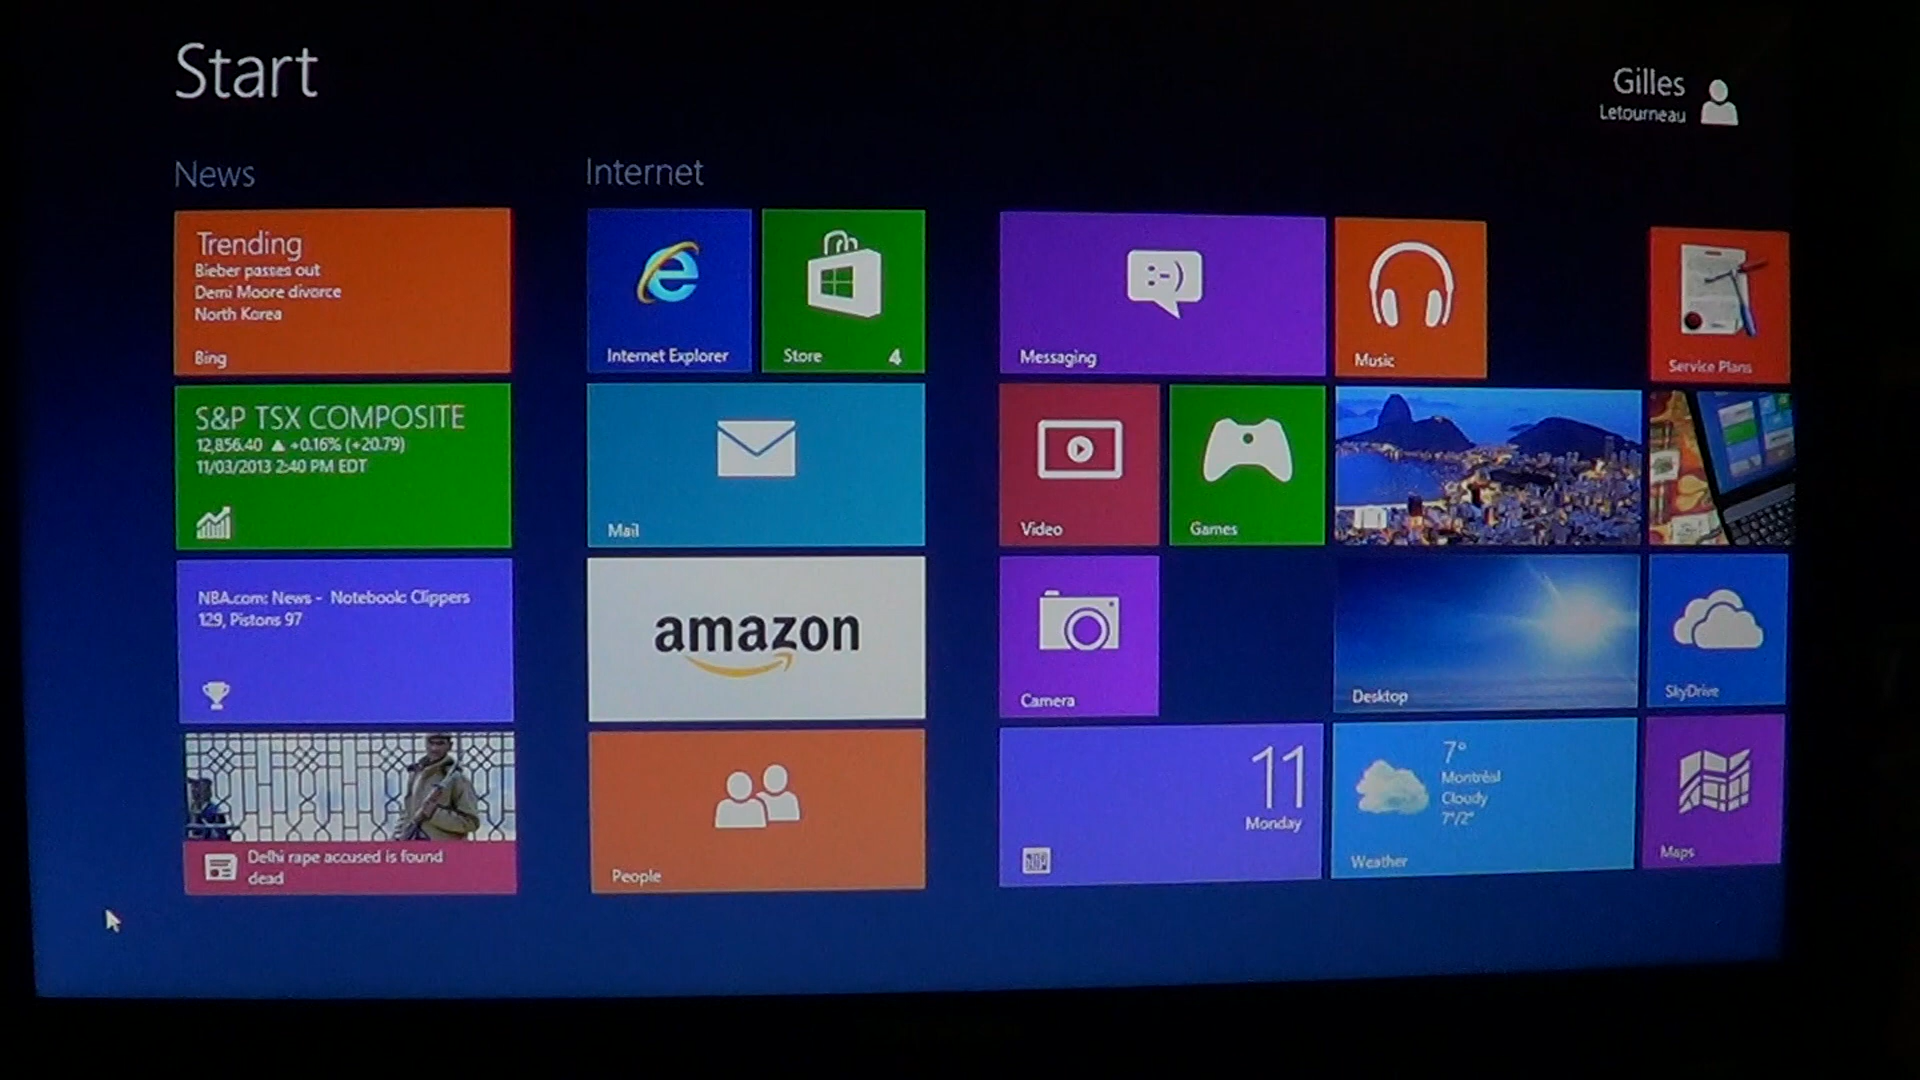 Start
Gilles
Letourneau
News
Internet
Trending
Bieber passes out
Demi Moore divorce
North Korea
Bing
Internet Explorer
Store
4
Messaging
Music
Service Plans
S&P TSX COMPOSITE
12,856.40 ▲ +0.16% (+20.79)
11/03/2013 2:40 PM EDT
Mail
Video
Games
NBA.com: News - Notebook: Clippers
129, Pistons 97
amazon
Camera
Desktop
SkyDrive
Delhi rape accused is found
dead
People
11
Monday
7°
Montréal
Cloudy
7°/2°
Weather
Maps